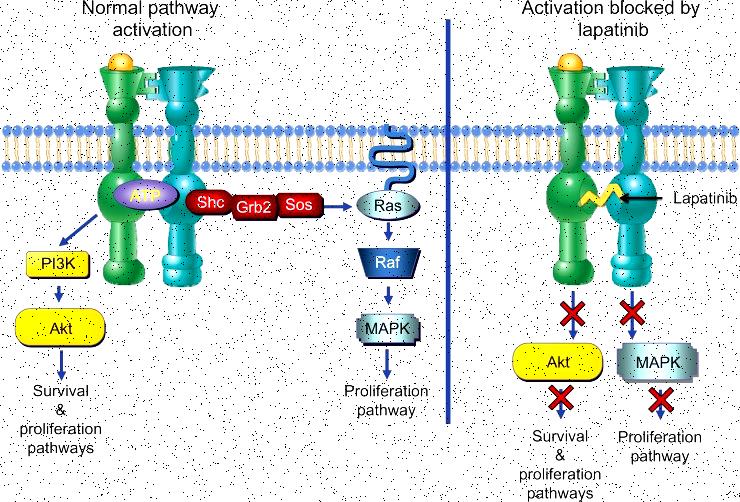 Normal pathway
activation
ATP
Shc
Grb2
Sos
Ras
PI3K
Raf
Akt
MAPK
Survival
&
proliferation
pathways
Proliferation
pathway
Activation blocked by
lapatinib
Lapatinib
Akt
MAPK
Survival
&
proliferation
pathways
Proliferation
pathway